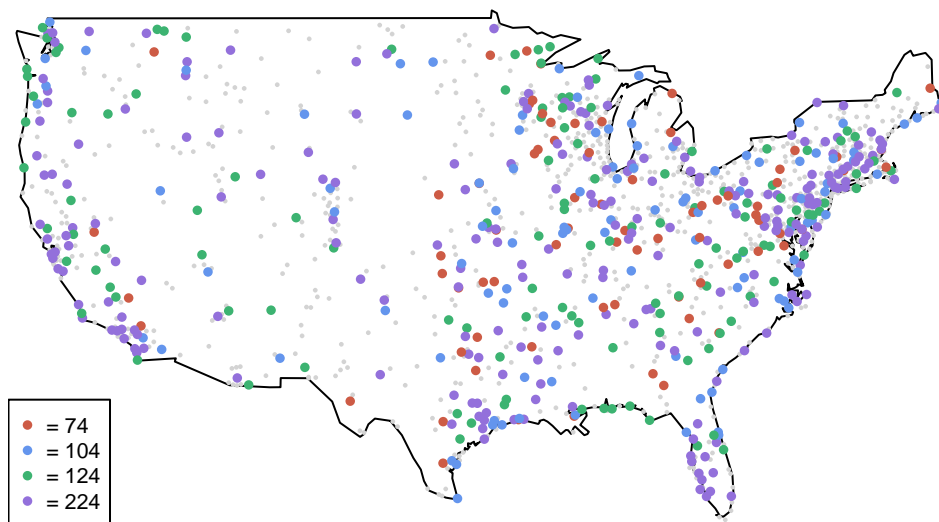 = 74
= 104
= 124
= 224